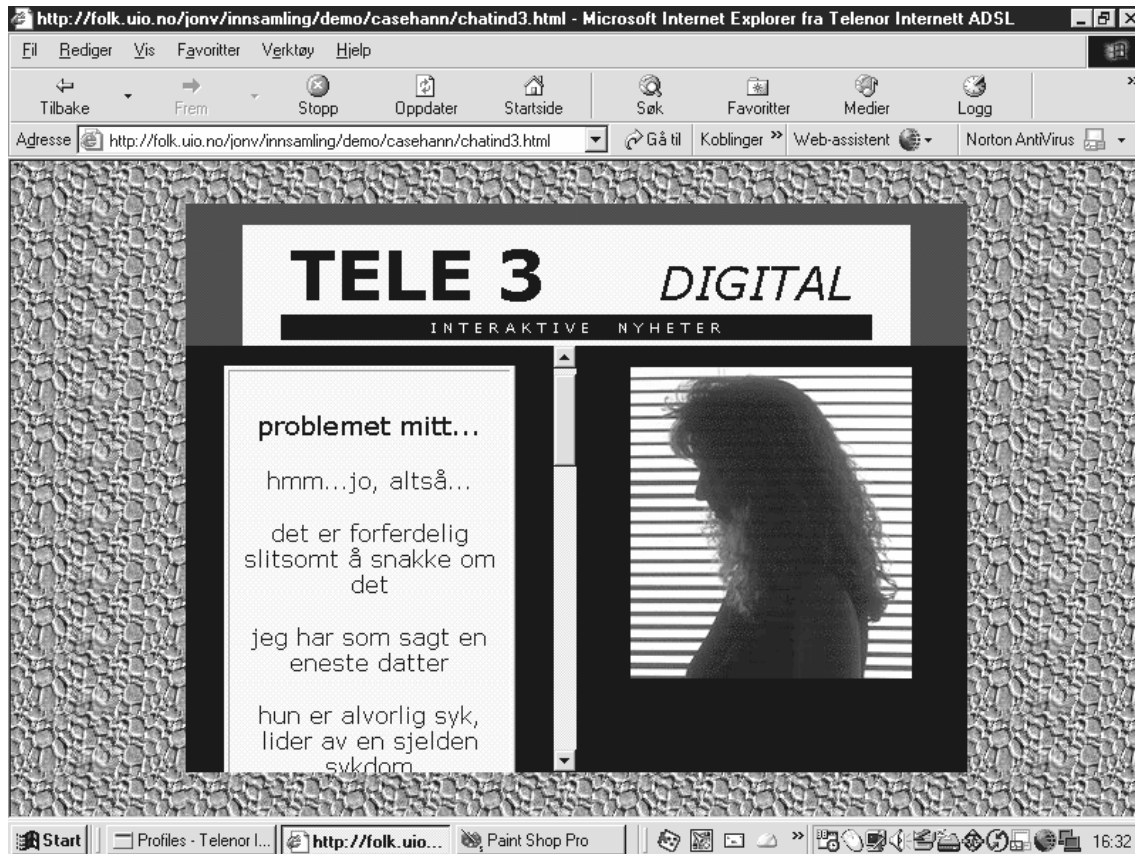 http://folk.uio.no/jonv/innsamling/demo/casehann/chatind3.html - Microsoft Internet Explorer fra Telenor Internett ADSL
Fil Rediger Vis Favoritter Verktøy Hjelp
Tilbake Frem Stopp Oppdater Startside Søk Favoritter Medier Logg
Adresse http://folk.uio.no/jonv/innsamling/demo/casehann/chatind3.html Gå til Koblinger Web-assistent Norton AntiVirus
TELE 3 DIGITAL
INTERAKTIVE NYHETER
problemet mitt...
hmm...jo, altså...
det er forferdelig
slitsomt å snakke om
det
jeg har som sagt en
eneste datter
hun er alvorlig syk,
lider av en sjelden
sykdom
Start Profiles - Telenor I... http://folk.uio... Paint Shop Pro 16:32